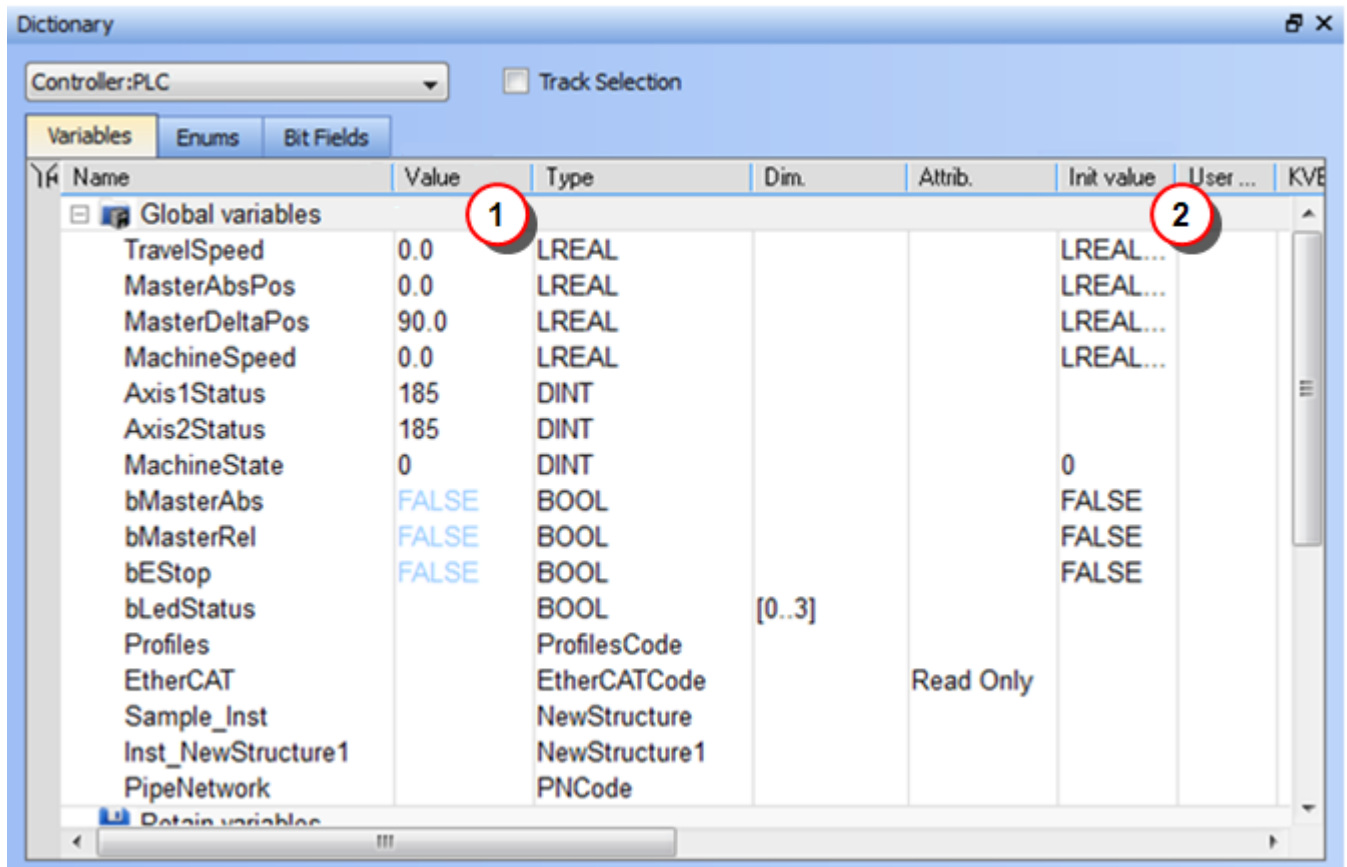 Dictionary
Controller:PLC Track Selection
Variables Enums Bit Fields
Name Value Type Dim. Attrib. Init value User ... KVB
Global variables 1 2
TravelSpeed 0.0 LREAL LREAL...
MasterAbsPos 0.0 LREAL LREAL...
MasterDeltaPos 90.0 LREAL LREAL...
MachineSpeed 0.0 LREAL LREAL...
Axis1Status 185 DINT
Axis2Status 185 DINT
MachineState 0 DINT 0
bMasterAbs FALSE BOOL FALSE
bMasterRel FALSE BOOL FALSE
bEStop FALSE BOOL FALSE
bLedStatus BOOL [0..3]
Profiles ProfilesCode
EtherCAT EtherCATCode Read Only
Sample_Inst NewStructure
Inst_NewStructure1 NewStructure1
PipeNetwork PNCode
Retain variables